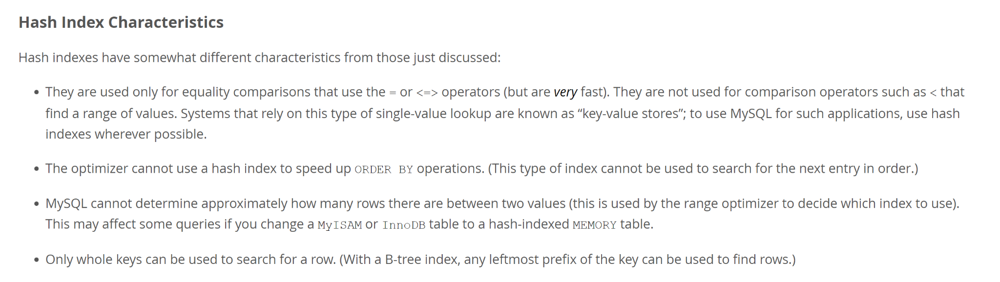 Hash Index Characteristics
Hash indexes have somewhat different characteristics from those just discussed:
• They are used only for equality comparisons that use the = or <=> operators (but are very fast). They are not used for comparison operators such as < that
find a range of values. Systems that rely on this type of single-value lookup are known as “key-value stores”; to use MySQL for such applications, use hash
indexes wherever possible.
• The optimizer cannot use a hash index to speed up ORDER BY operations. (This type of index cannot be used to search for the next entry in order.)
• MySQL cannot determine approximately how many rows there are between two values (this is used by the range optimizer to decide which index to use).
This may affect some queries if you change a MyISAM or InnoDB table to a hash-indexed MEMORY table.
• Only whole keys can be used to search for a row. (With a B-tree index, any leftmost prefix of the key can be used to find rows.)